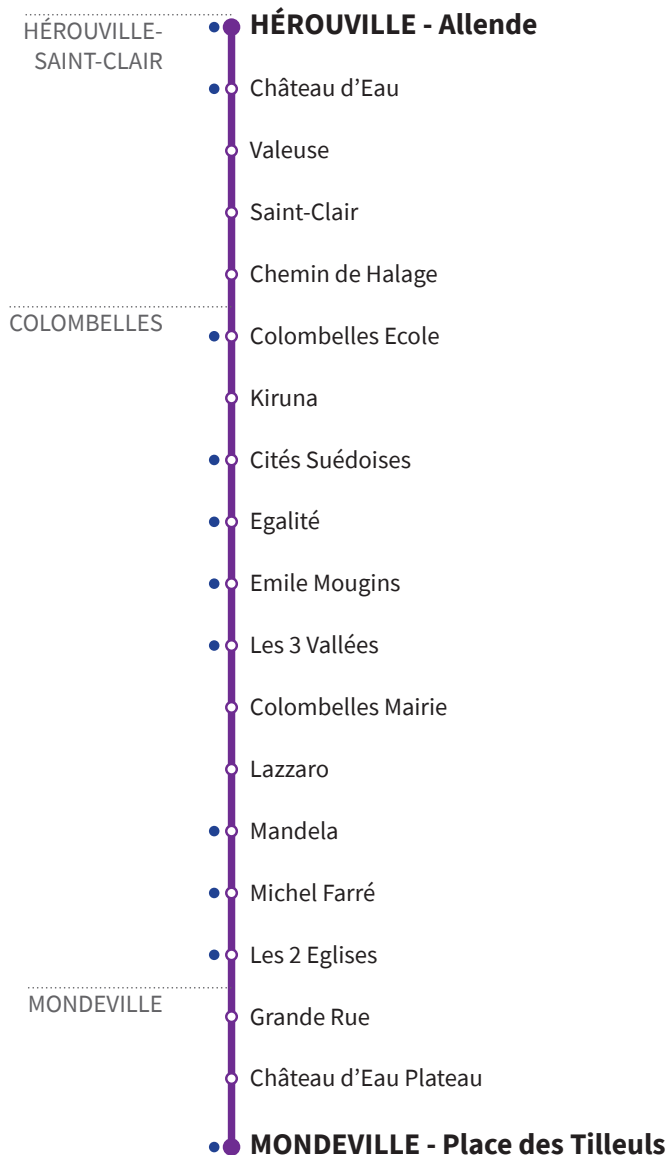 HÉROUVILLE-
SAINT-CLAIR
HÉROUVILLE - Allende
Château d’Eau
Valeuse
Saint-Clair
Chemin de Halage
COLOMBELLES
Colombelles Ecole
Kiruna
Cités Suédoises
Egalité
Emile Mougins
Les 3 Vallées
Colombelles Mairie
Lazzaro
Mandela
Michel Farré
Les 2 Eglises
MONDEVILLE
Grande Rue
Château d’Eau Plateau
MONDEVILLE - Place des Tilleuls